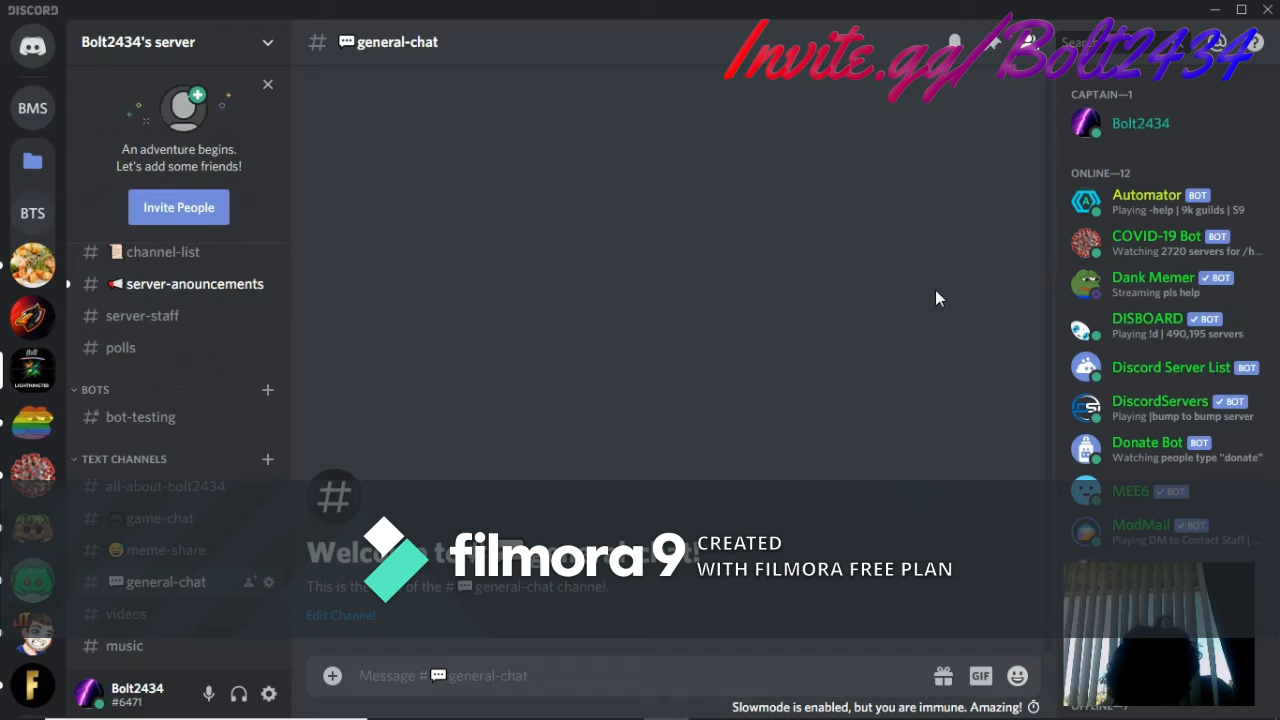 DISCORD
Bolt2434's server
💬general-chat
Search
Invite.gg/Bolt2434
BMS
BTS
An adventure begins.
Let's add some friends!
Invite People
📜channel-list
📢server-anouncements
server-staff
polls
BOTS
bot-testing
TEXT CHANNELS
all-about-bolt2434
🎮game-chat
😄meme-share
💬general-chat
videos
music
Bolt2434
#6471
Welcome to #💬general-chat!
This is the start of the #💬general-chat channel.
Edit Channel
filmora9
CREATED
WITH FILMORA FREE PLAN
Message #💬general-chat
GIF
Slowmode is enabled, but you are immune. Amazing!
CAPTAIN—1
Bolt2434
ONLINE—12
Automator BOT
Playing -help | 9k guilds | S9
COVID-19 Bot BOT
Watching 2720 servers for /h...
Dank Memer ✓ BOT
Streaming pls help
DISBOARD ✓ BOT
Playing !d | 490,195 servers
Discord Server List BOT
DiscordServers ✓ BOT
Playing |bump to bump server
Donate Bot BOT
Watching people type "donate"
MEE6 ✓ BOT
ModMail ✓ BOT
Playing DM to Contact Staff | ...